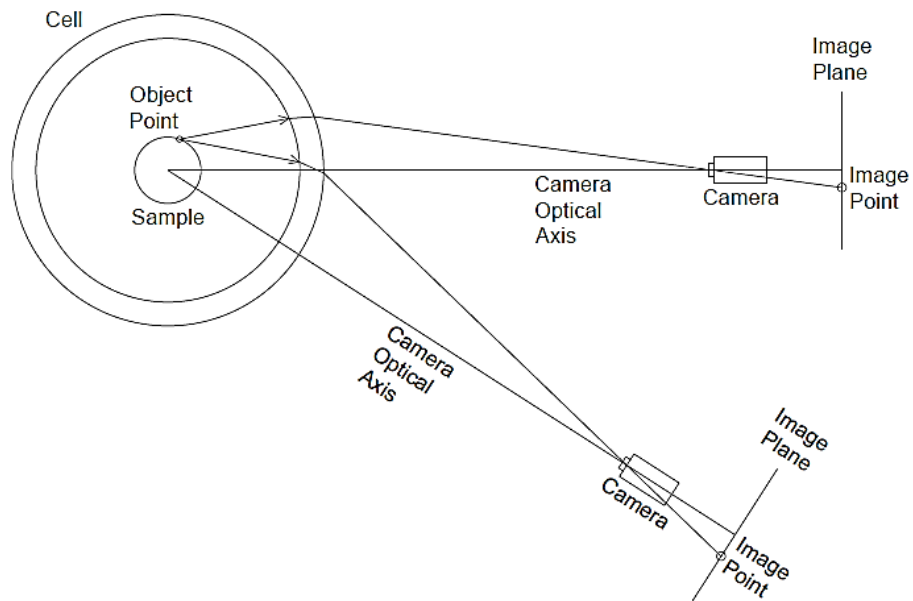 Cell
Object
Point
Sample
Image
Plane
Camera
Optical
Axis
Camera
Image
Point
Camera
Optical
Axis
Camera
Image
Plane
Image
Point